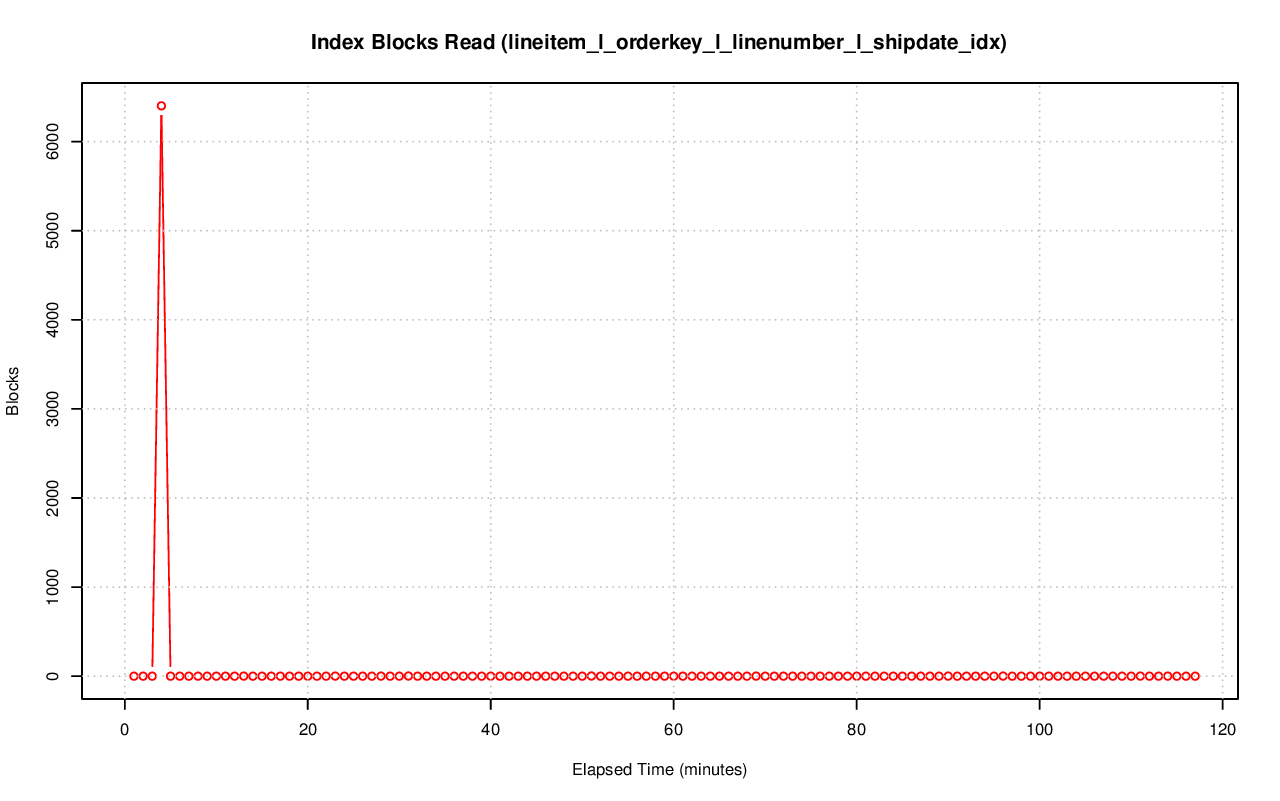 Index Blocks Read (lineitem_l_orderkey_l_linenumber_l_shipdate_idx)
6000
5000
4000
3000
2000
1000
0
Blocks
0 20 40 60 80 100 120
Elapsed Time (minutes)